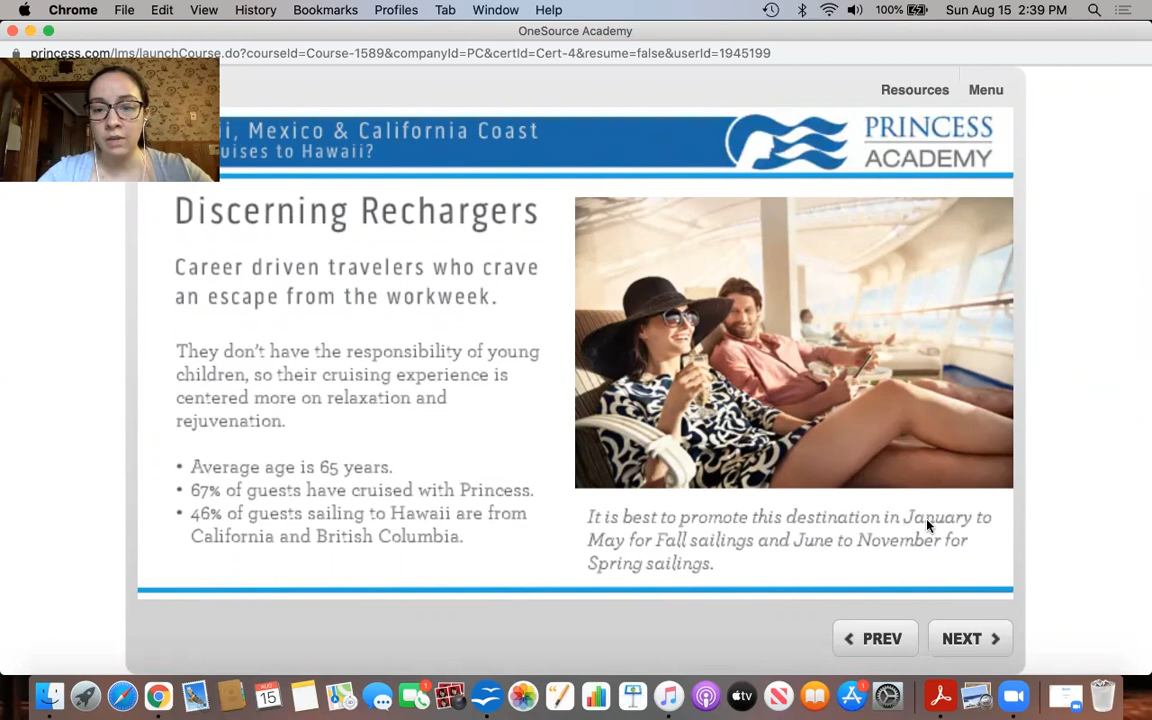 Chrome File Edit View History Bookmarks Profiles Tab Window Help 100% Sun Aug 15 2:39 PM
OneSource Academy
princess.com/lms/launchCourse.do?courseId=Course-1589&companyId=PC&certId=Cert-4&resume=false&userId=1945199
Resources Menu
i, Mexico & California Coast
uises to Hawaii?
PRINCESS
ACADEMY
Discerning Rechargers
Career driven travelers who crave
an escape from the workweek.
They don't have the responsibility of young
children, so their cruising experience is
centered more on relaxation and
rejuvenation.
• Average age is 65 years.
• 67% of guests have cruised with Princess.
• 46% of guests sailing to Hawaii are from
California and British Columbia.
It is best to promote this destination in January to
May for Fall sailings and June to November for
Spring sailings.
PREV NEXT
AUG
15
1
1
tv